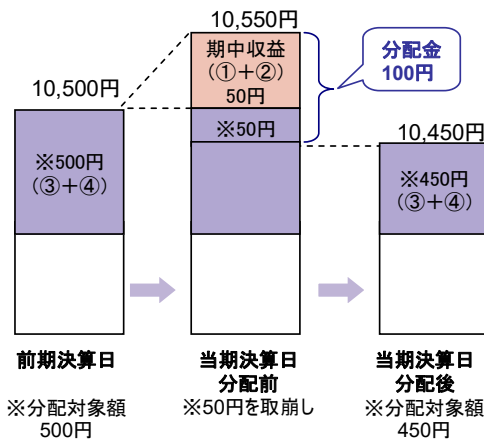 10,550円
期中収益
(①+②)
50円
分配金
100円
10,500円
※50円
10,450円
※500円
(③+④)
※450円
(③+④)
前期決算日
当期決算日
分配前
当期決算日
分配後
※分配対象額
500円
※50円を取崩し
※分配対象額
450円